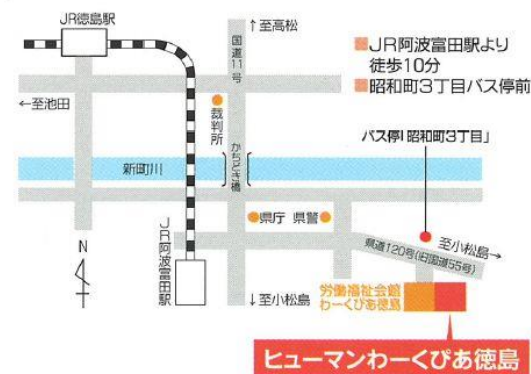 JR徳島駅
↑至高松
国道11号
■JR阿波富田駅より
徒歩10分
■昭和町3丁目バス停前
←至池田
裁判所
かちどき橋
バス停「昭和町3丁目」
新町川
県庁 県警
JR阿波富田駅
県道120号(旧国道55号)
至小松島→
N
↓至小松島
労働福祉会館
わーくぴあ徳島
ヒューマンわーくぴあ徳島